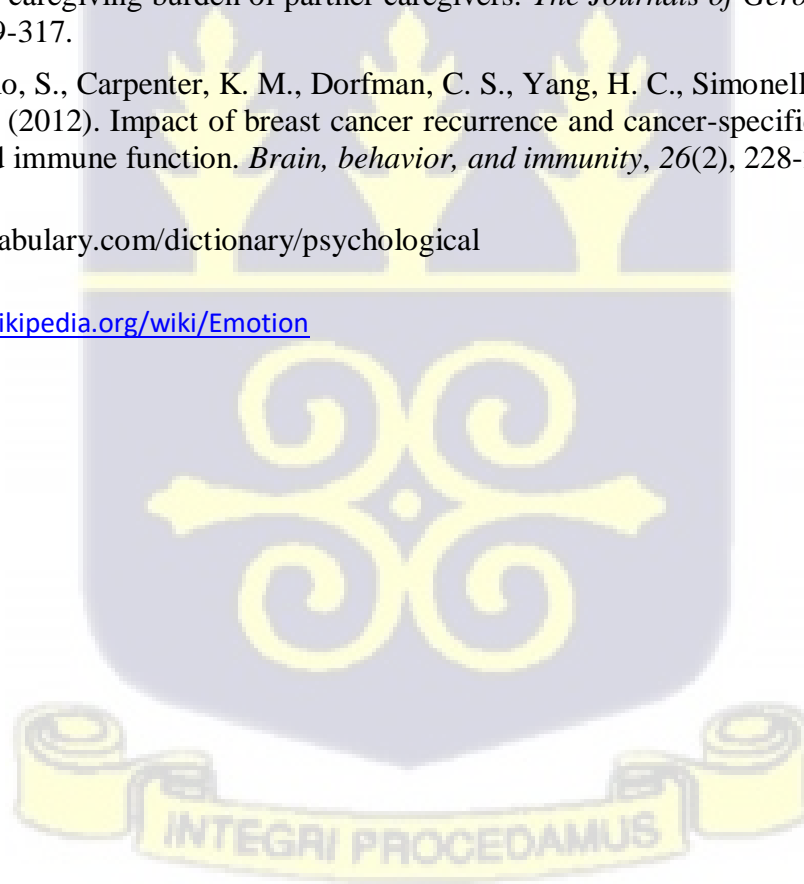 caregiving burden of partner caregivers. The Journals of Gero
9-317.
o, S., Carpenter, K. M., Dorfman, C. S., Yang, H. C., Simonell
(2012). Impact of breast cancer recurrence and cancer-specific
d immune function. Brain, behavior, and immunity, 26(2), 228-
abulary.com/dictionary/psychological
ikipedia.org/wiki/Emotion
INTEGRI PROCEDAMUS